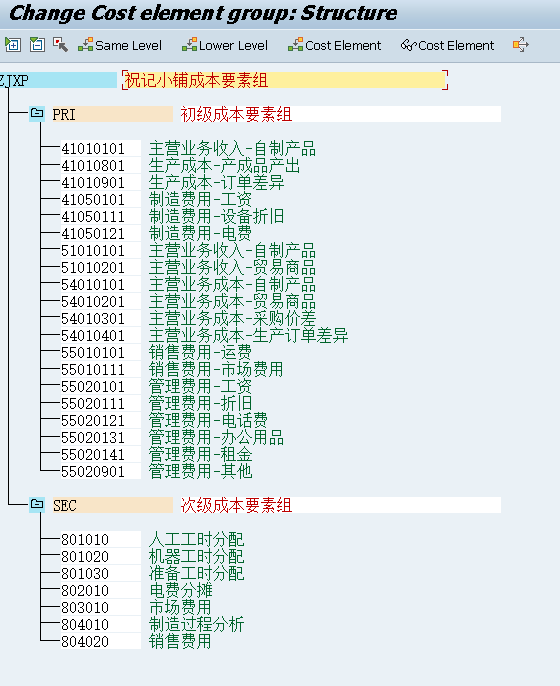 Change Cost element group: Structure
Same Level Lower Level Cost Element Cost Element
ZJXP 祝记小铺成本要素组
PRI 初级成本要素组
41010101 主营业务收入-自制产品
41010801 生产成本-产成品产出
41010901 生产成本-订单差异
41050101 制造费用-工资
41050111 制造费用-设备折旧
41050121 制造费用-电费
51010101 主营业务收入-自制产品
51010201 主营业务收入-贸易商品
54010101 主营业务成本-自制产品
54010201 主营业务成本-贸易商品
54010301 主营业务成本-采购价差
54010401 主营业务成本-生产订单差异
55010101 销售费用-运费
55010111 销售费用-市场费用
55020101 管理费用-工资
55020111 管理费用-折旧
55020121 管理费用-电话费
55020131 管理费用-办公用品
55020141 管理费用-租金
55020901 管理费用-其他
SEC 次级成本要素组
801010 人工工时分配
801020 机器工时分配
801030 准备工时分配
802010 电费分摊
803010 市场费用
804010 制造过程分析
804020 销售费用